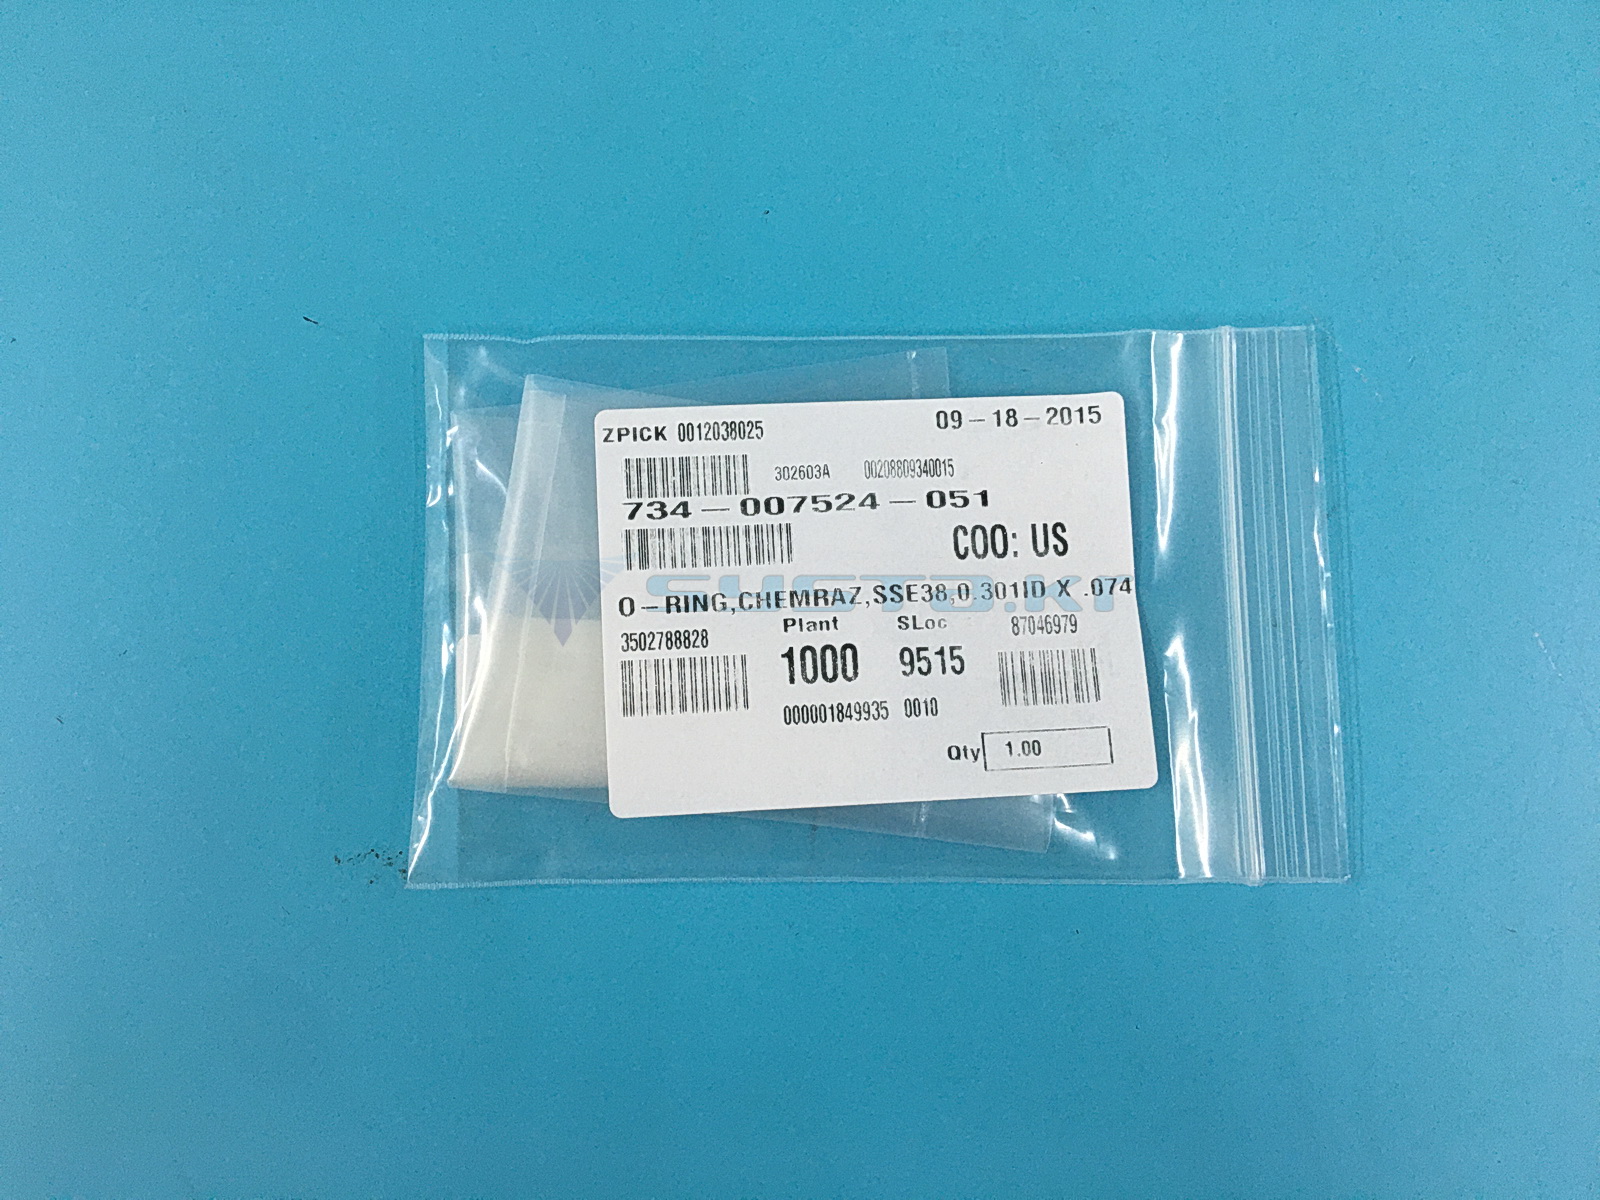 ZPICK 0012038025 09-18-2015
302603A 00208809340015
734-007524-051
COO: US
O-RING,CHEMRAZ,SSE38,0.301ID X .074
3502788828 Plant SLoc 87046979
1000 9515
000001849935 0010
Qty 1.00